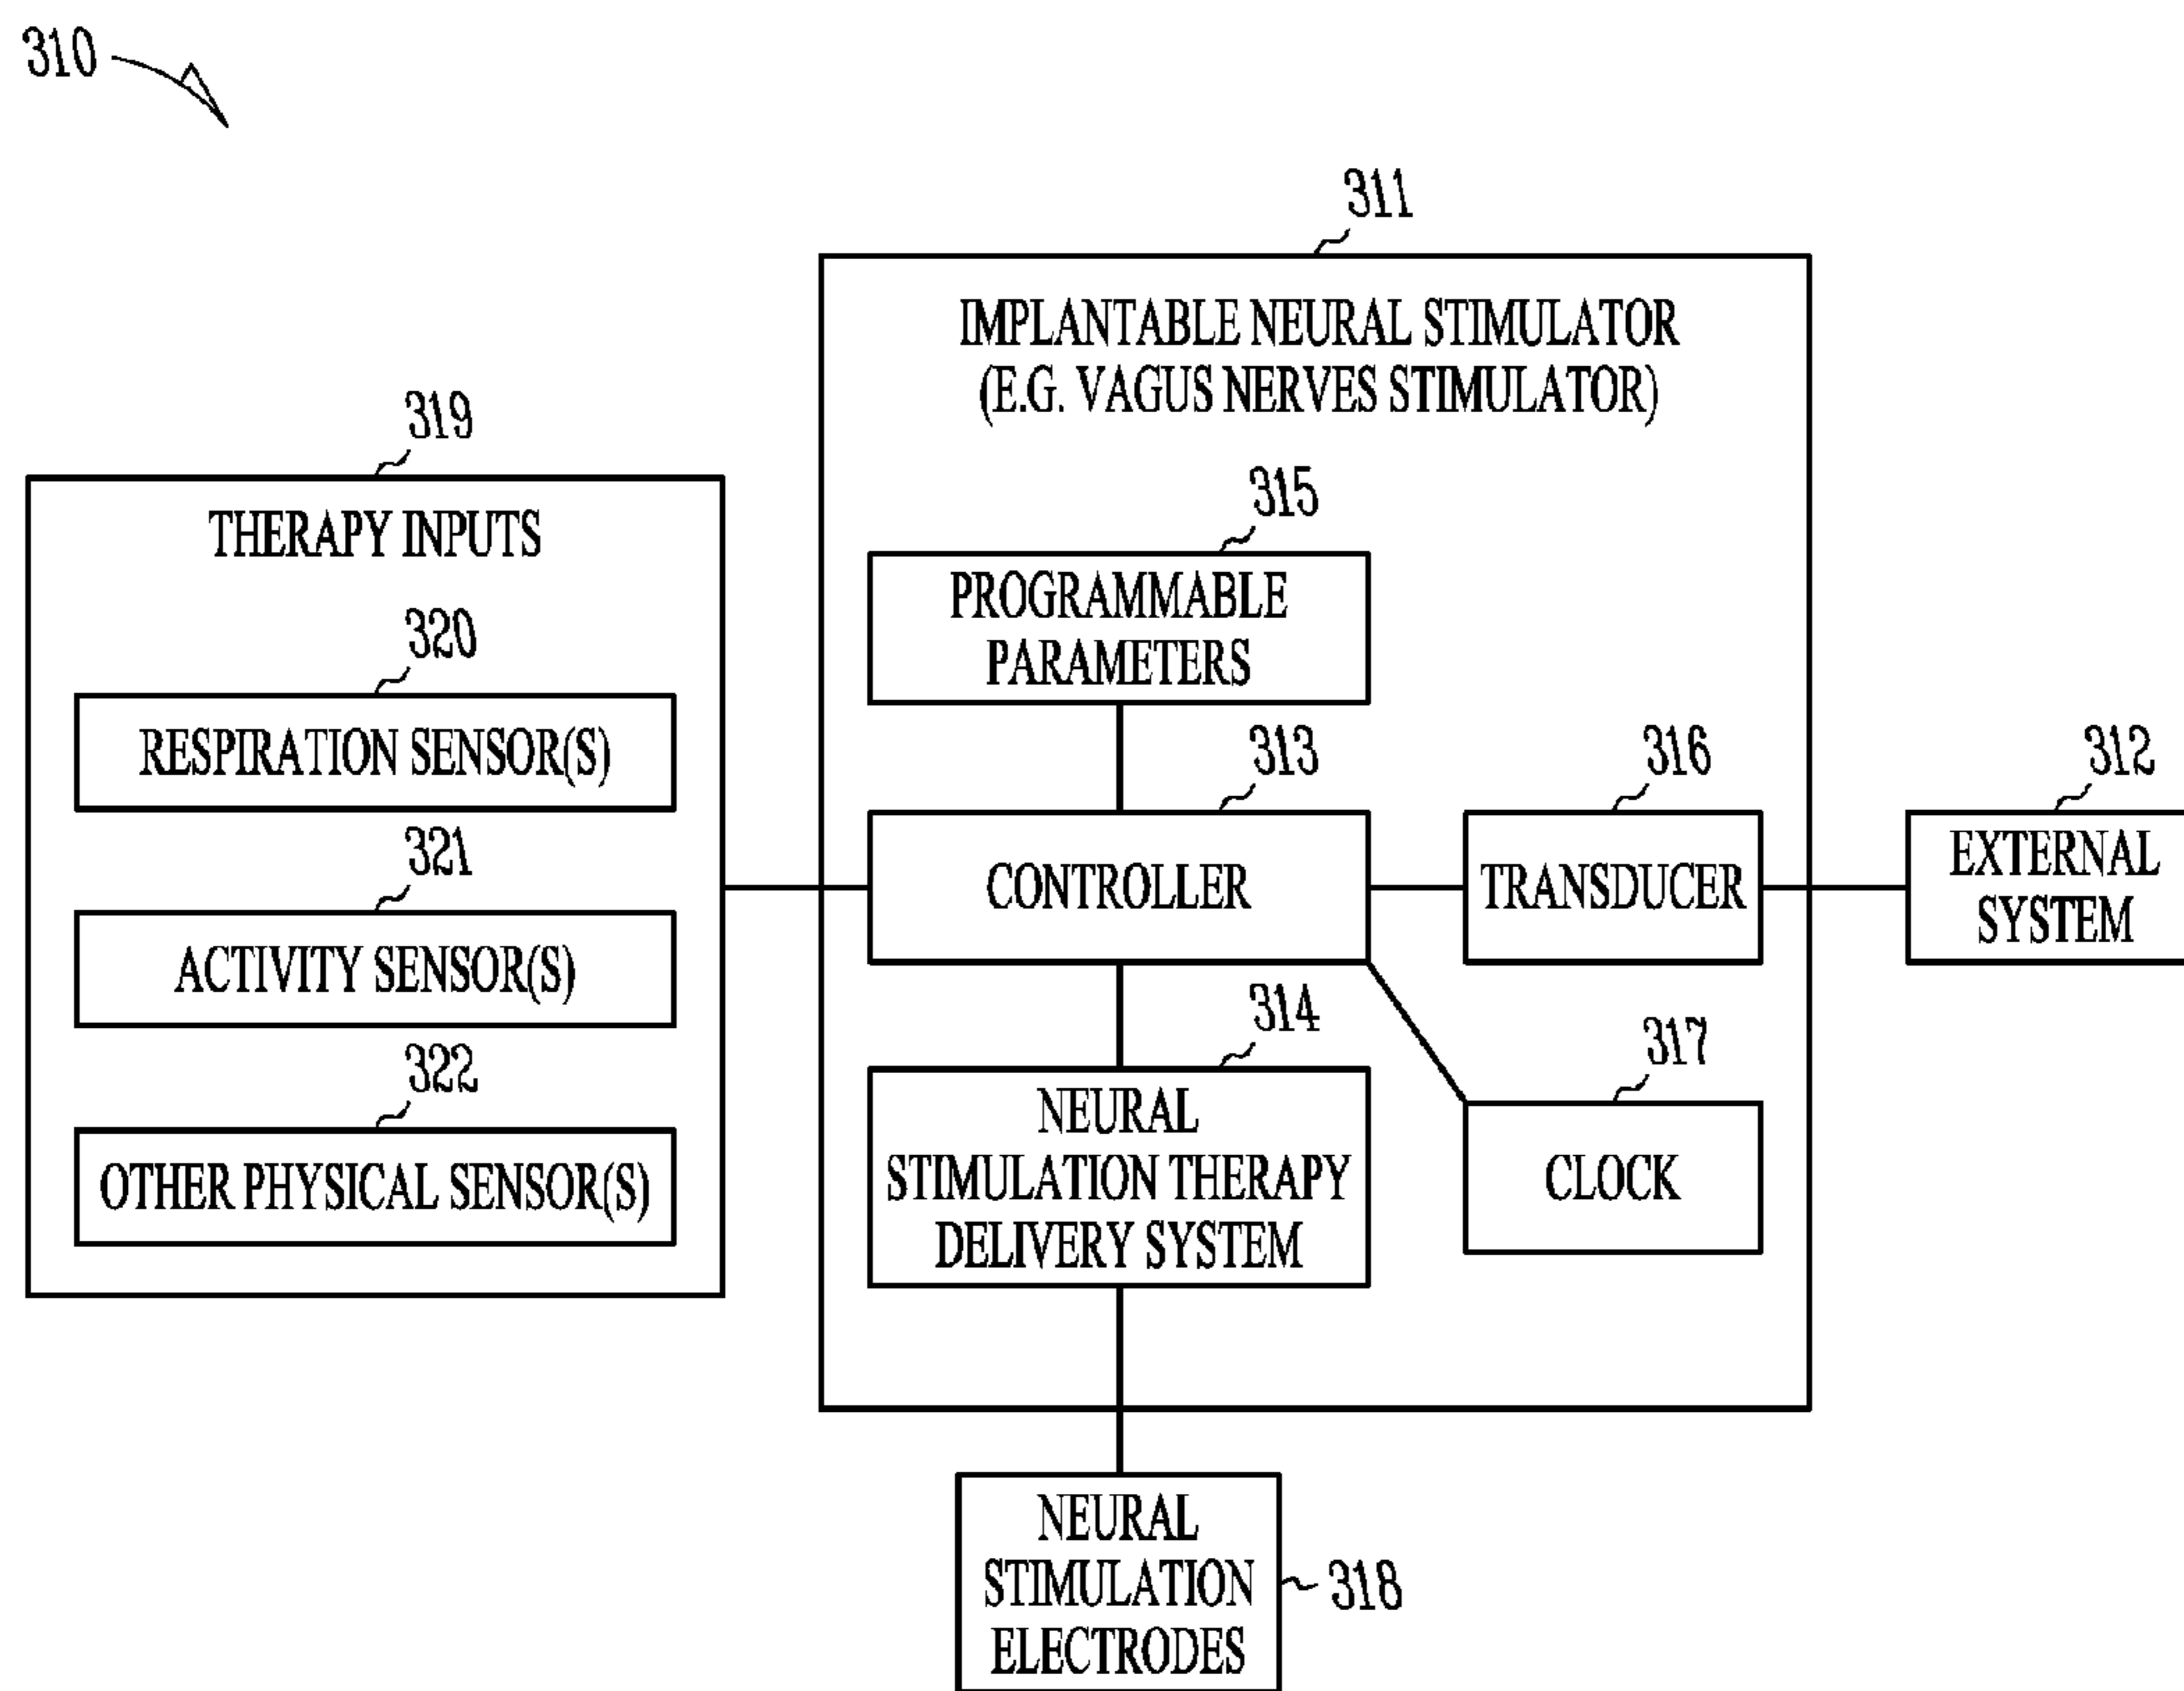 310
311
IMPLANTABLE NEURAL STIMULATOR
(E.G. VAGUS NERVES STIMULATOR)
319
THERAPY INPUTS
320
RESPIRATION SENSOR(S)
321
ACTIVITY SENSOR(S)
322
OTHER PHYSICAL SENSOR(S)
315
PROGRAMMABLE
PARAMETERS
313
CONTROLLER
316
TRANSDUCER
312
EXTERNAL
SYSTEM
314
NEURAL
STIMULATION THERAPY
DELIVERY SYSTEM
317
CLOCK
NEURAL
STIMULATION
ELECTRODES
318